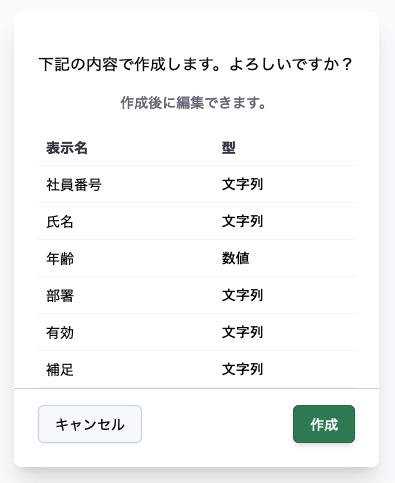 下記の内容で作成します。よろしいですか？
作成後に編集できます。
表示名 型
社員番号 文字列
氏名 文字列
年齢 数値
部署 文字列
有効 文字列
補足 文字列
キャンセル 作成